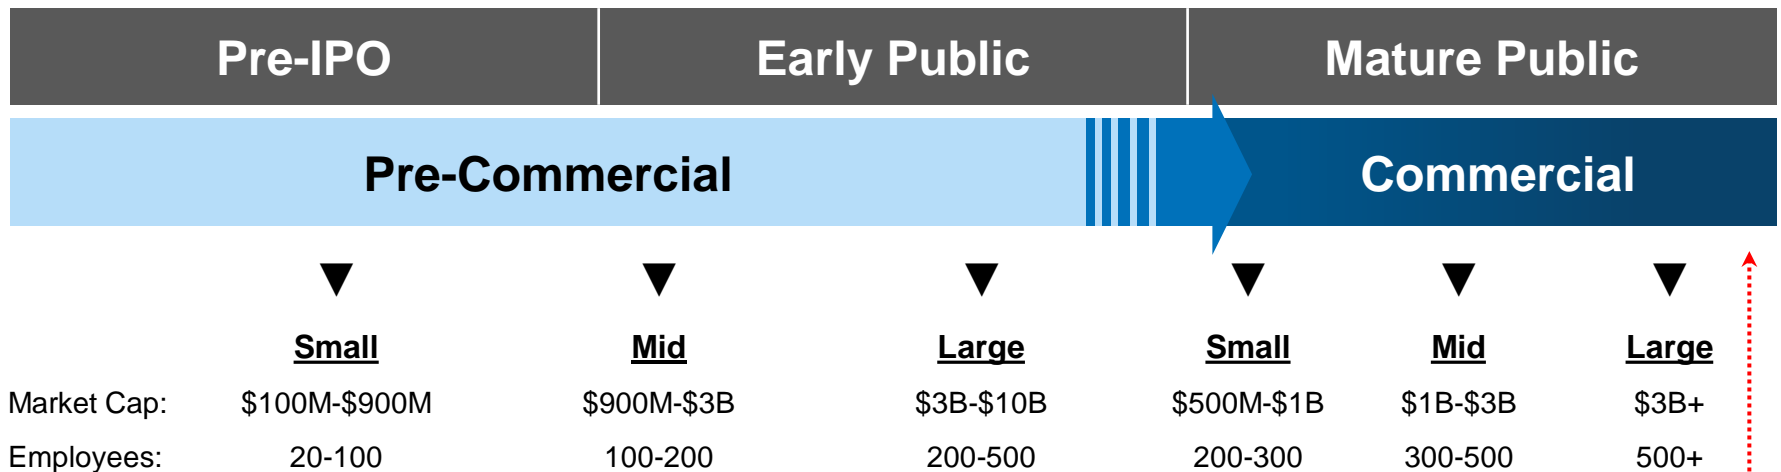 Pre-IPO Early Public Mature Public
Pre-Commercial Commercial
Small Mid Large Small Mid Large
Market Cap: $100M-$900M $900M-$3B $3B-$10B $500M-$1B $1B-$3B $3B+
Employees: 20-100 100-200 200-500 200-300 300-500 500+